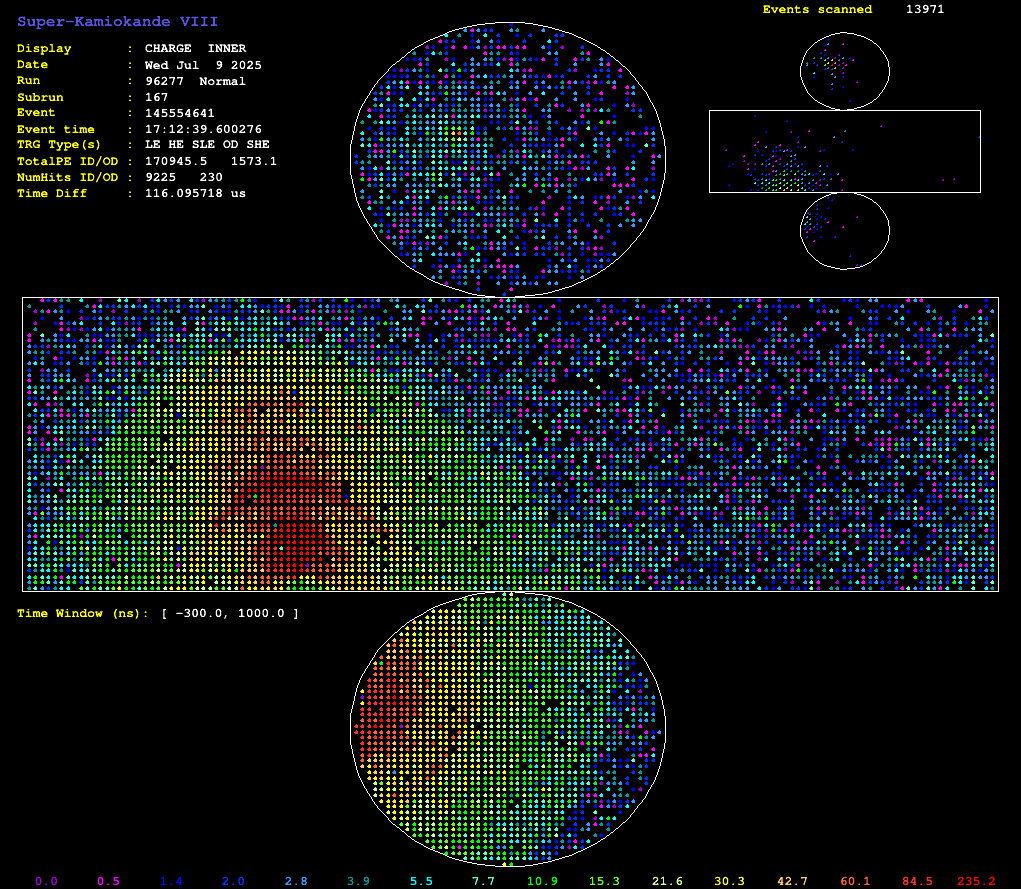 Super-Kamiokande VIII
Events scanned 13971
Display : CHARGE INNER
Date : Wed Jul 9 2025
Run : 96277 Normal
Subrun : 167
Event : 145554641
Event time : 17:12:39.600276
TRG Type(s) : LE HE SLE OD SHE
TotalPE ID/OD : 170945.5 1573.1
NumHits ID/OD : 9225 230
Time Diff : 116.095718 us
Time Window (ns): [ -300.0, 1000.0 ]
0.0 0.5 1.4 2.0 2.8 3.9 5.5 7.7 10.9 15.3 21.6 30.3 42.7 60.1 84.5 235.2